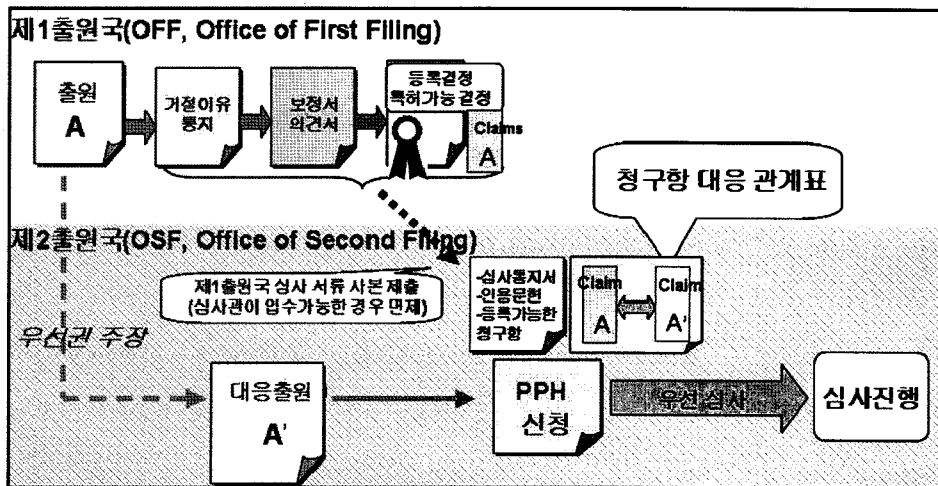 제1출원국(OFF, Office of First Filing)
출원
A
거절이유
통지
보정서
의견서
등록결정
특허가능 결정
Claims
A
청구항 대응 관계표
제2출원국(OSF, Office of Second Filing)
제1출원국 심사 서류 사본 제출
(심사관이 입수가능한 경우 면제)
-심사통지서
-인용문헌
-등록가능한
청구항
Claim
A
Claim
A'
우선권 주장
대응출원
A'
PPH
신청
우선 심사
심사진행